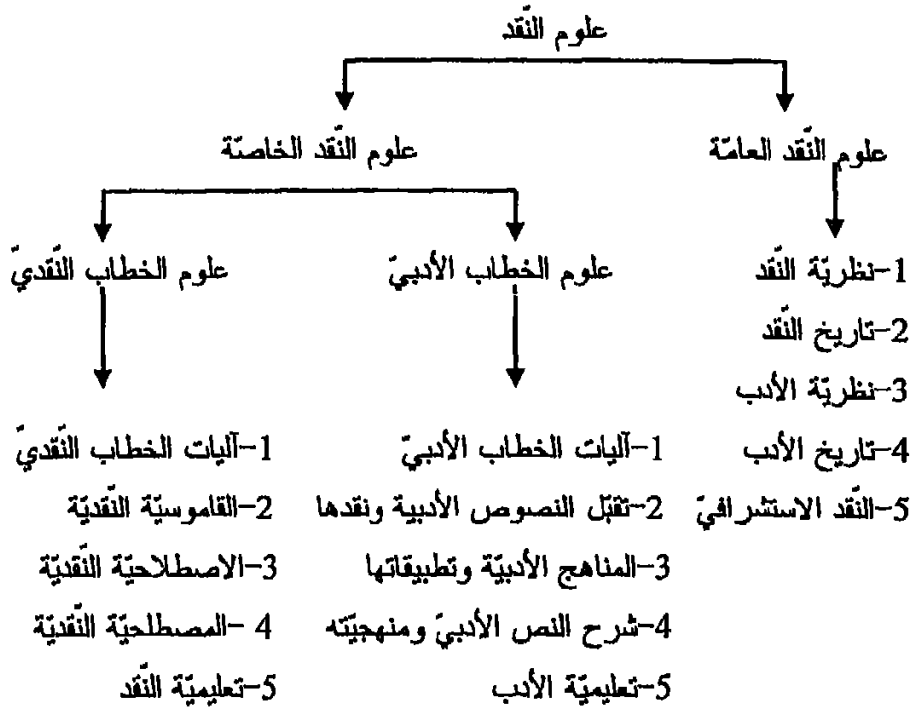 علوم النّقد
علوم النّقد العامّة
علوم النّقد الخاصّة
1-نظريّة النّقد
2-تاريخ النّقد
3-نظريّة الأدب
4-تاريخ الأدب
5-النّقد الاستشرافيّ
علوم الخطاب الأدبيّ
1-آليات الخطاب الأدبيّ
2-تقبّل النصوص الأدبية ونقدها
3-المناهج الأدبيّة وتطبيقاتها
4-شرح النص الأدبيّ ومنهجيّته
5-تعليميّة الأدب
علوم الخطاب النّقديّ
1-آليات الخطاب النّقديّ
2-القاموسيّة النّقديّة
3-الاصطلاحيّة النّقديّة
4- المصطلحيّة النّقديّة
5-تعليميّة النّقد